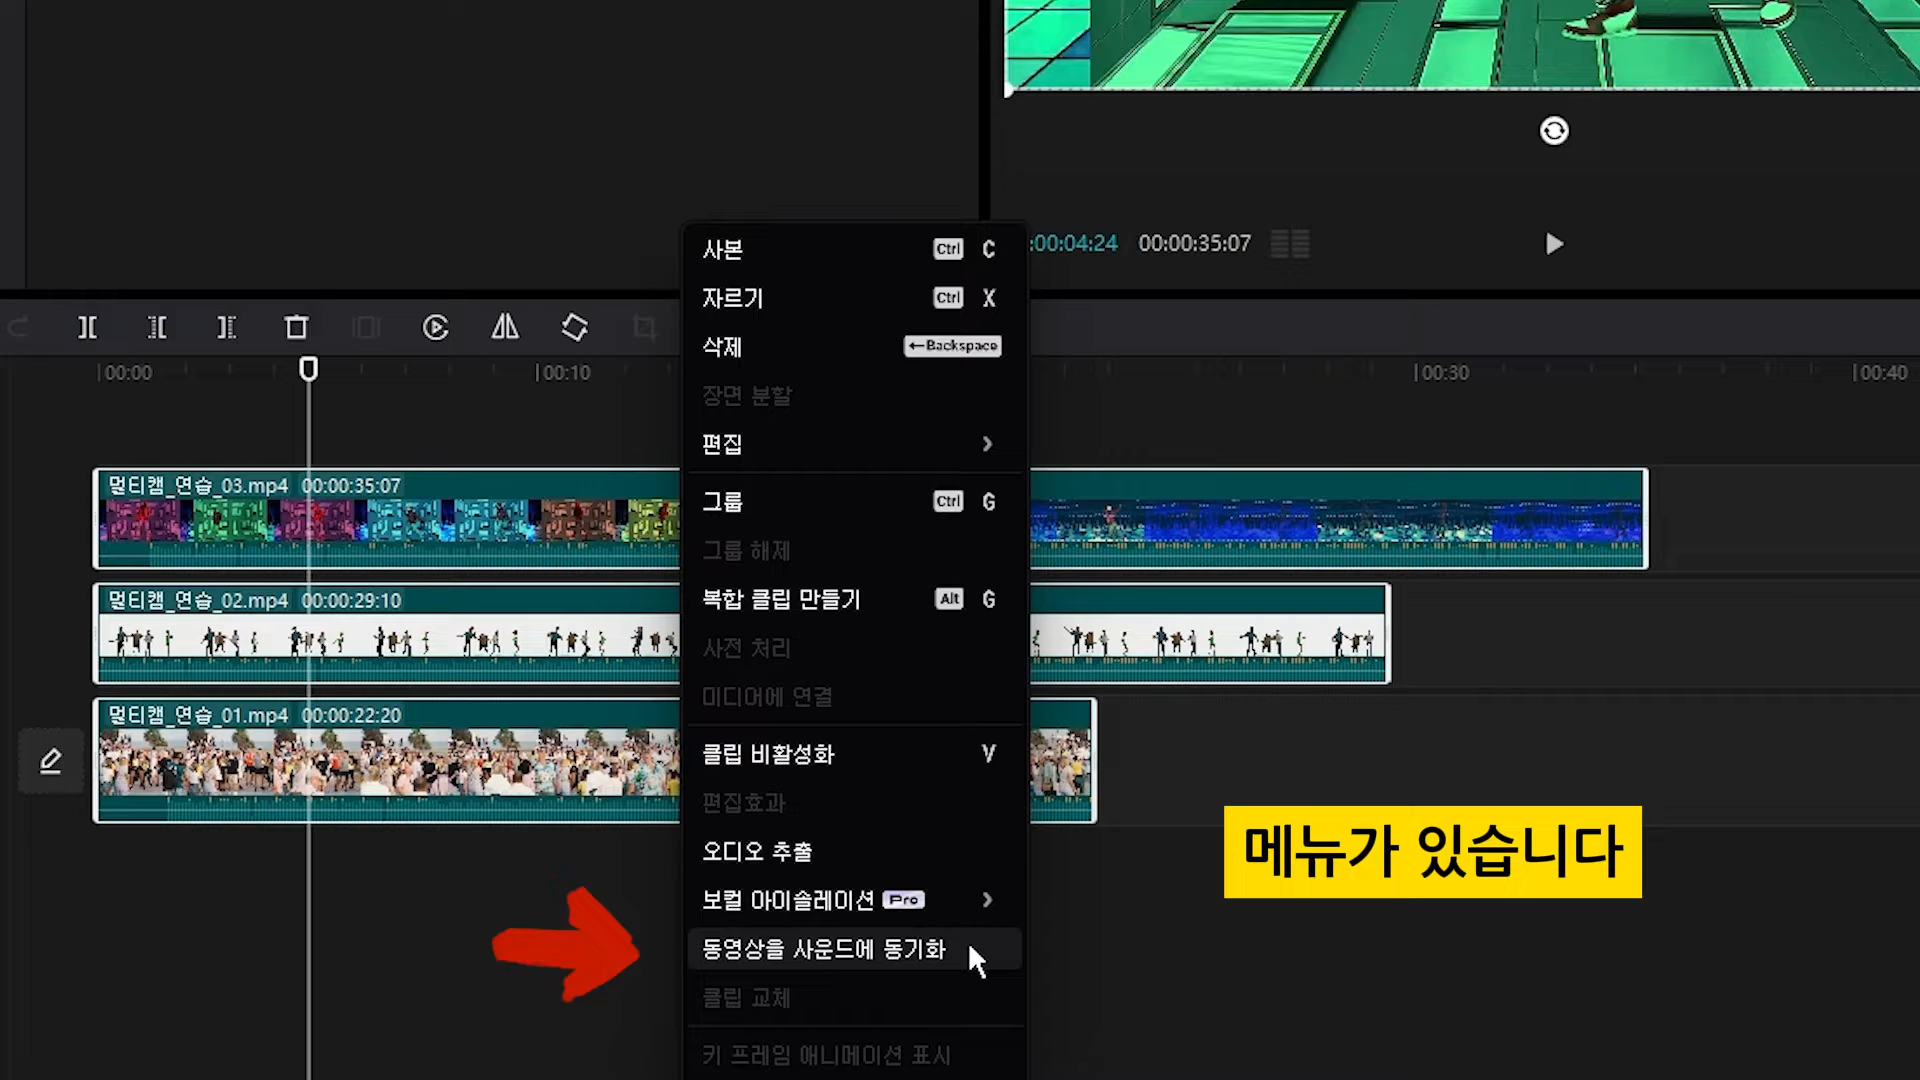 :00:04:24 00:00:35:07
00:00
00:10
00:30
00:40
멀티캠_연습_03.mp4 00:00:35:07
멀티캠_연습_02.mp4 00:00:29:10
멀티캠_연습_01.mp4 00:00:22:20
사본 Ctrl C
자르기 Ctrl X
삭제 ←Backspace
장면 분할
편집
그룹 Ctrl G
그룹 해제
복합 클립 만들기 Alt G
사전 처리
미디어에 연결
클립 비활성화 V
편집효과
오디오 추출
보컬 아이솔레이션 Pro
동영상을 사운드에 동기화
클립 교체
키 프레임 애니메이션 표시
메뉴가 있습니다